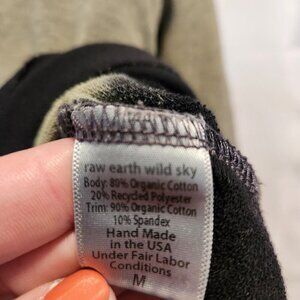 raw earth wild sky
Body: 80% Organic Cotton
20% Recycled Polyester
Trim: 90% Organic Cotton
10% Spandex
Hand Made
in the USA
Under Fair Labor
Conditions
M